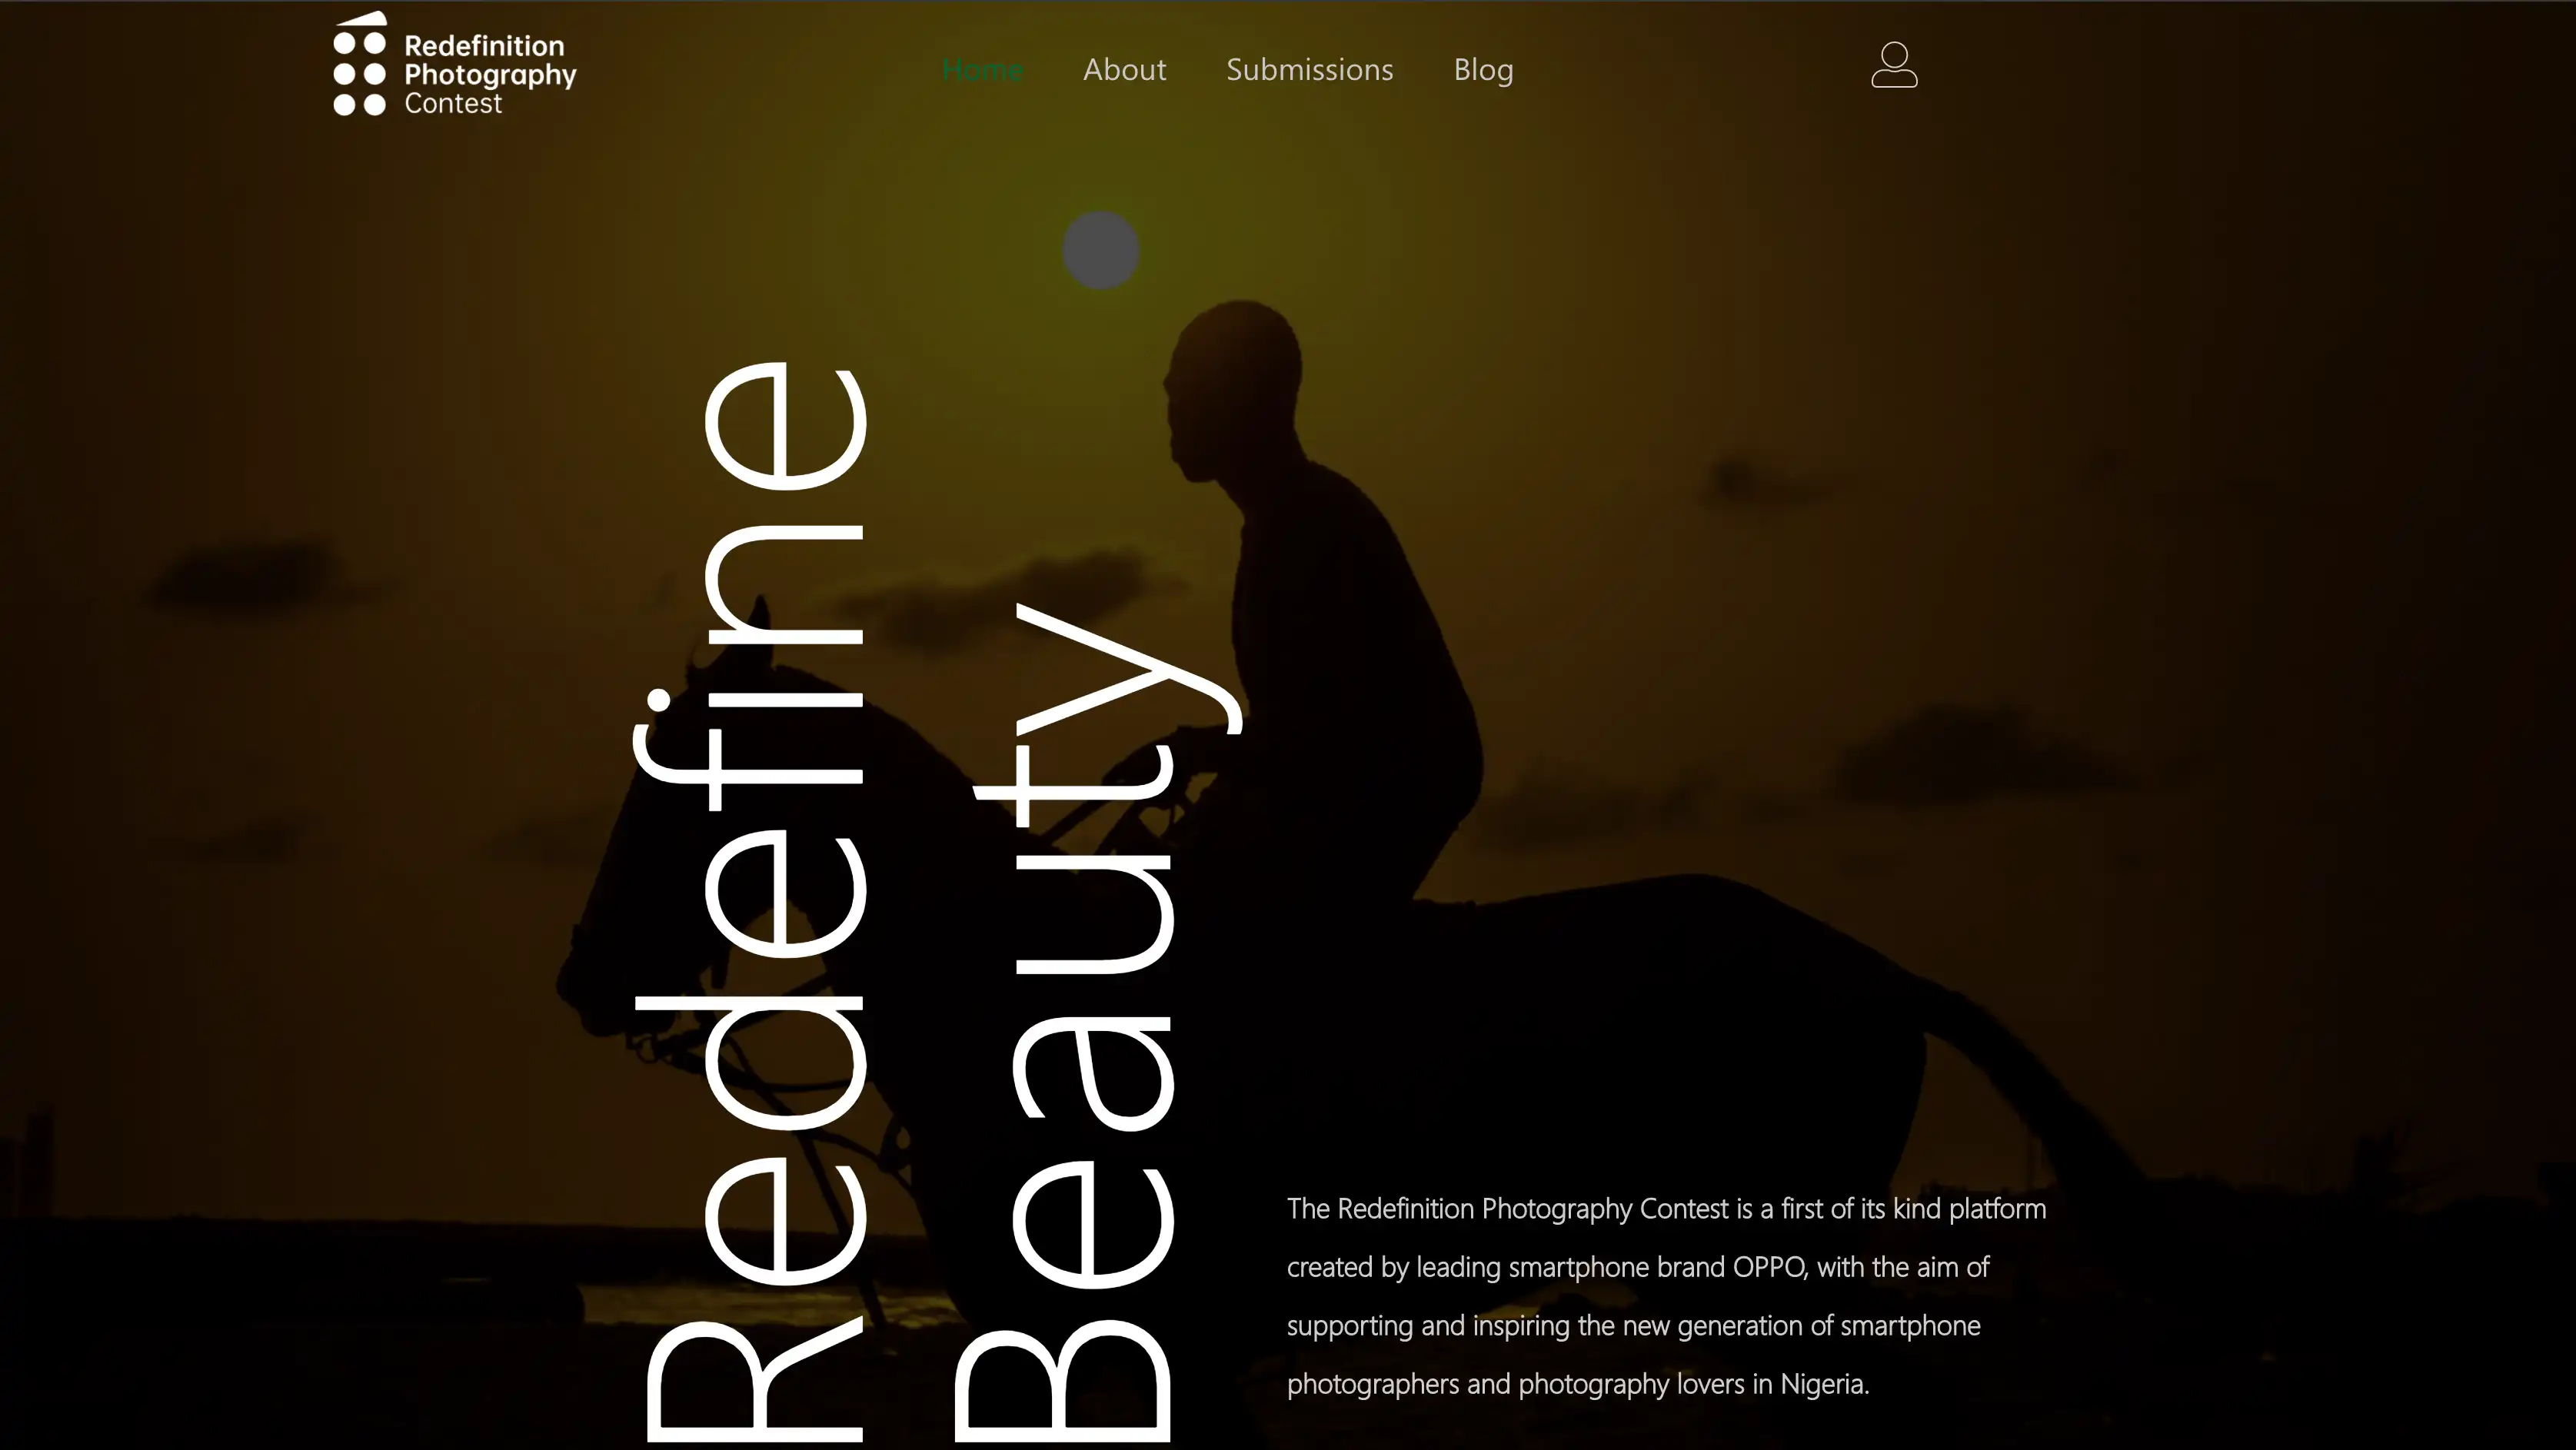 Redefinition
Photography
Contest
Home
About
Submissions
Blog
Redefine
Beauty
The Redefinition Photography Contest is a first of its kind platform
created by leading smartphone brand OPPO, with the aim of
supporting and inspiring the new generation of smartphone
photographers and photography lovers in Nigeria.